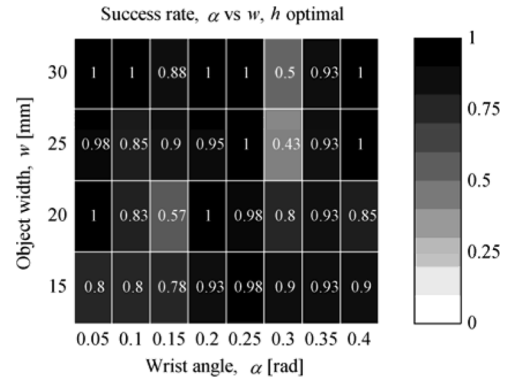 Success rate, α vs w, h optimal
Object width, w [mm]
30 1 1 0.88 1 1 0.5 0.93 1
25 0.98 0.85 0.9 0.95 1 0.43 0.93 1
20 1 0.83 0.57 1 0.98 0.8 0.93 0.85
15 0.8 0.8 0.78 0.93 0.98 0.9 0.93 0.9
0.05 0.1 0.15 0.2 0.25 0.3 0.35 0.4
Wrist angle, α [rad]
1
0.75
0.5
0.25
0